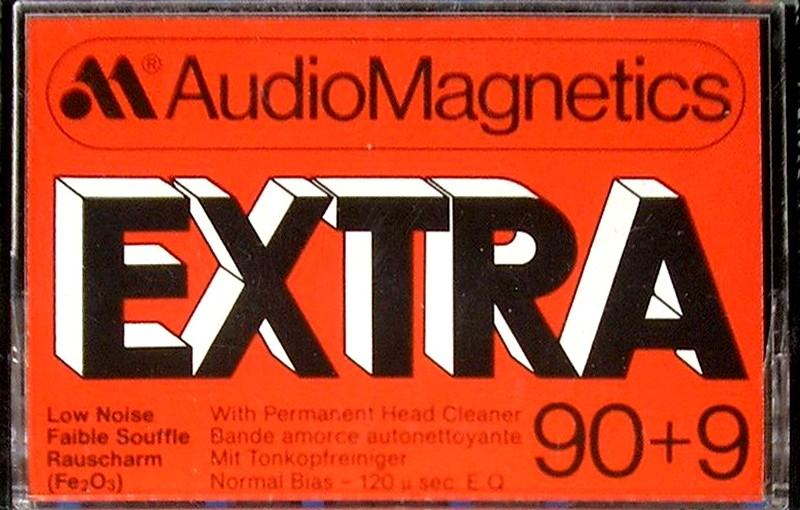 ® AudioMagnetics
EXTRA
Low Noise
Faible Souffle
Rauscharm
(Fe₂O₃)
With Permanent Head Cleaner
Bande amorce autonettoyante
Mit Tonkopfreiniger
Normal Bias – 120 µ sec. E.Q
90+9